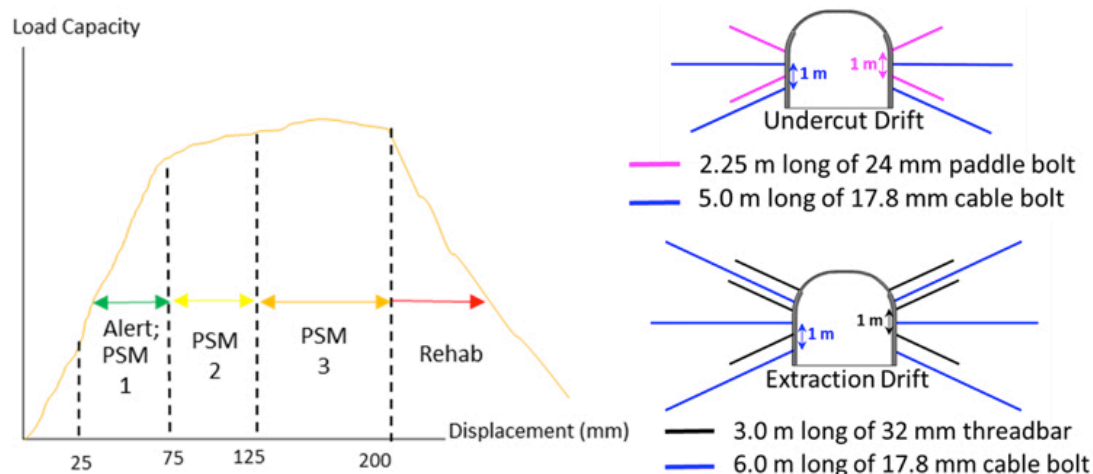 Load Capacity
Alert;
PSM
1
PSM
2
PSM
3
Rehab
Displacement (mm)
25
75
125
200
1 m
1 m
Undercut Drift
2.25 m long of 24 mm paddle bolt
5.0 m long of 17.8 mm cable bolt
1 m
1 m
Extraction Drift
3.0 m long of 32 mm threadbar
6.0 m long of 17.8 mm cable bolt